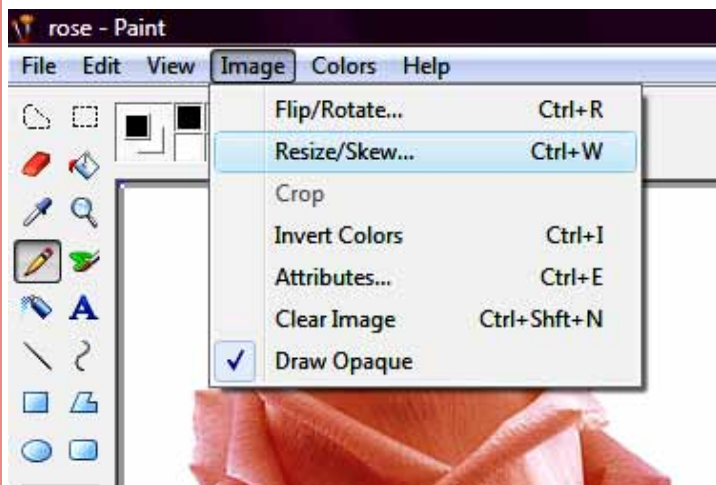 rose - Paint
File Edit View Image Colors Help
Flip/Rotate... Ctrl+R
Resize/Skew... Ctrl+W
Crop
Invert Colors Ctrl+I
Attributes... Ctrl+E
Clear Image Ctrl+Shft+N
Draw Opaque
A